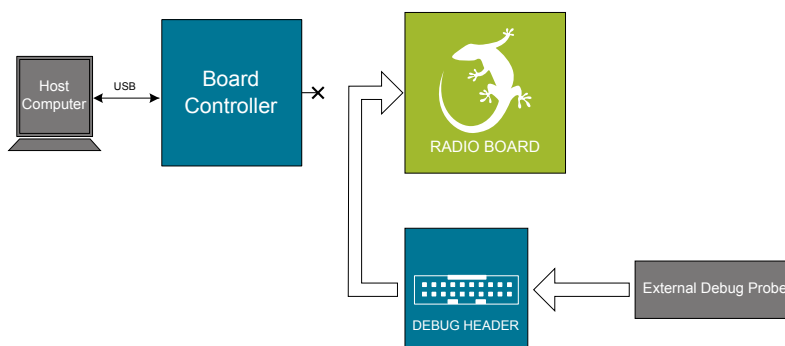 Host
Computer
USB
Board
Controller
RADIO BOARD
DEBUG HEADER
External Debug Probe